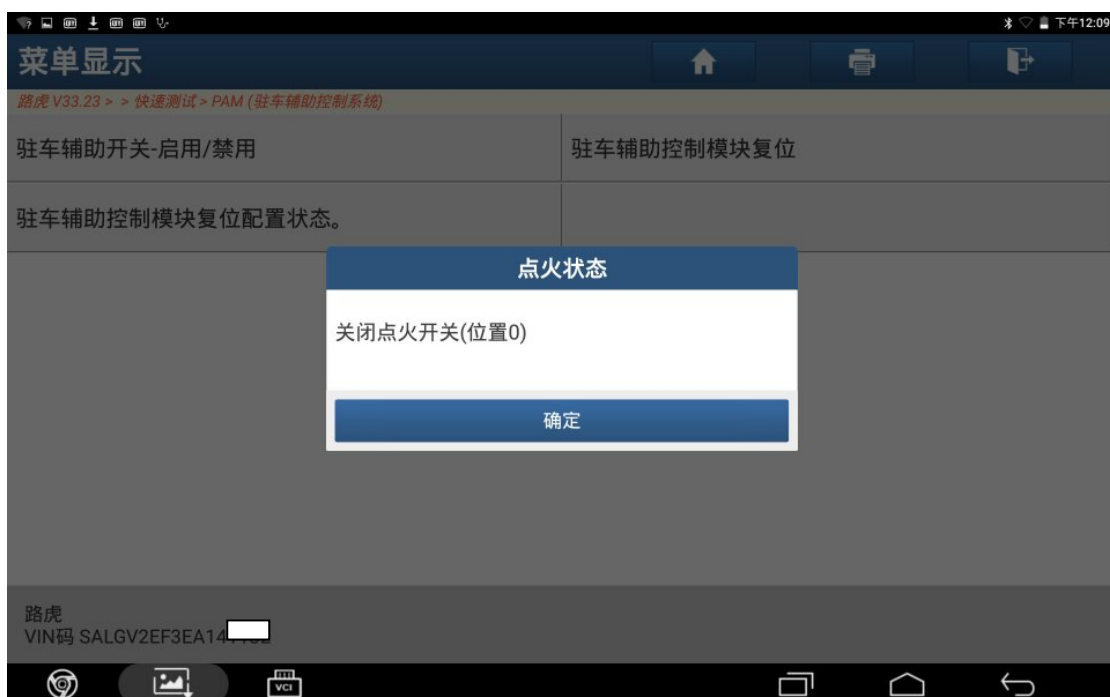 下午12:09
菜单显示
路虎 V33.23 > > 快速测试 > PAM (驻车辅助控制系统)
驻车辅助开关-启用/禁用
驻车辅助控制模块复位
驻车辅助控制模块复位配置状态。
点火状态
关闭点火开关(位置0)
确定
路虎
VIN码 SALGV2EF3EA14
VCI